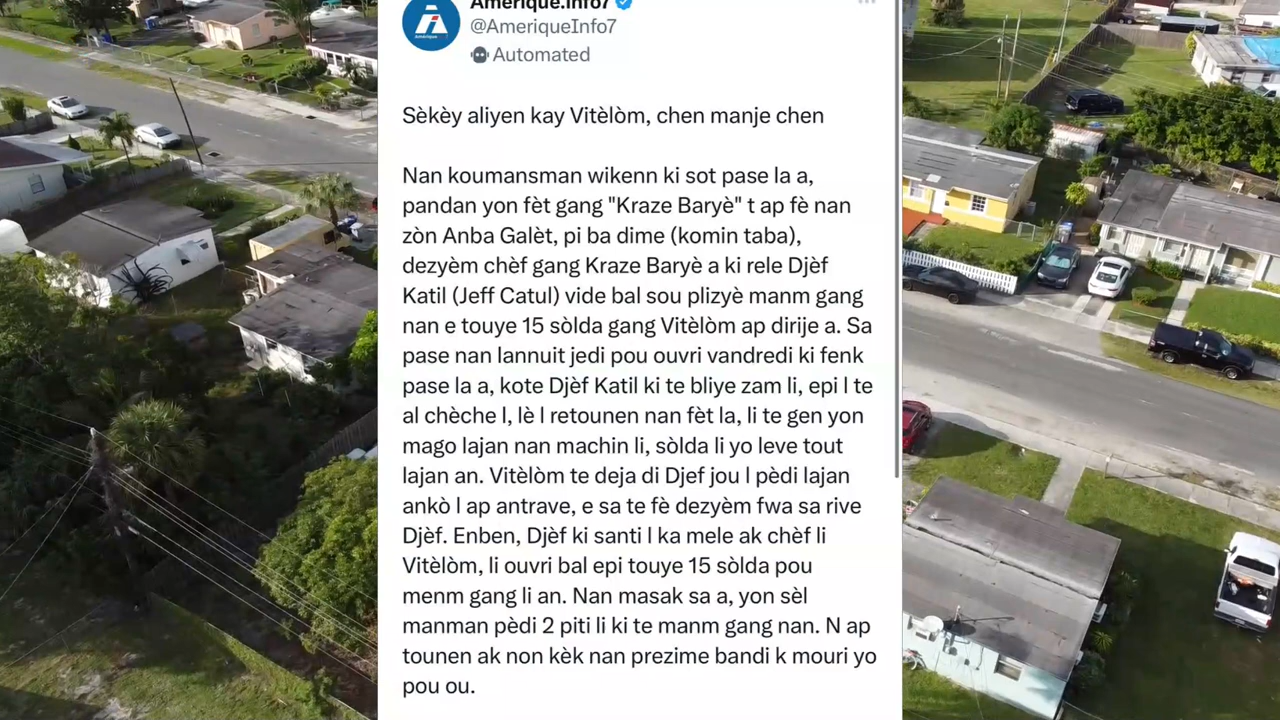 Amerique.Info7
@AmeriqueInfo7
Automated
Amérique
Sèkèy aliyen kay Vitèlòm, chen manje chen
Nan koumansman wikenn ki sot pase la a,
pandan yon fèt gang "Kraze Baryè" t ap fè nan
zòn Anba Galèt, pi ba dime (komin taba),
dezyèm chèf gang Kraze Baryè a ki rele Djèf
Katil (Jeff Catul) vide bal sou plizyè manm gang
nan e touye 15 sòlda gang Vitèlòm ap dirije a. Sa
pase nan lannuit jedi pou ouvri vandredi ki fenk
pase la a, kote Djèf Katil ki te bliye zam li, epi l te
al chèche l, lè l retounen nan fèt la, li te gen yon
mago lajan nan machin li, sòlda li yo leve tout
lajan an. Vitèlòm te deja di Djef jou l pèdi lajan
ankò l ap antrave, e sa te fè dezyèm fwa sa rive
Djèf. Enben, Djèf ki santi l ka mele ak chèf li
Vitèlòm, li ouvri bal epi touye 15 sòlda pou
menm gang li an. Nan masak sa a, yon sèl
manman pèdi 2 piti li ki te manm gang nan. N ap
tounen ak non kèk nan prezime bandi k mouri yo
pou ou.